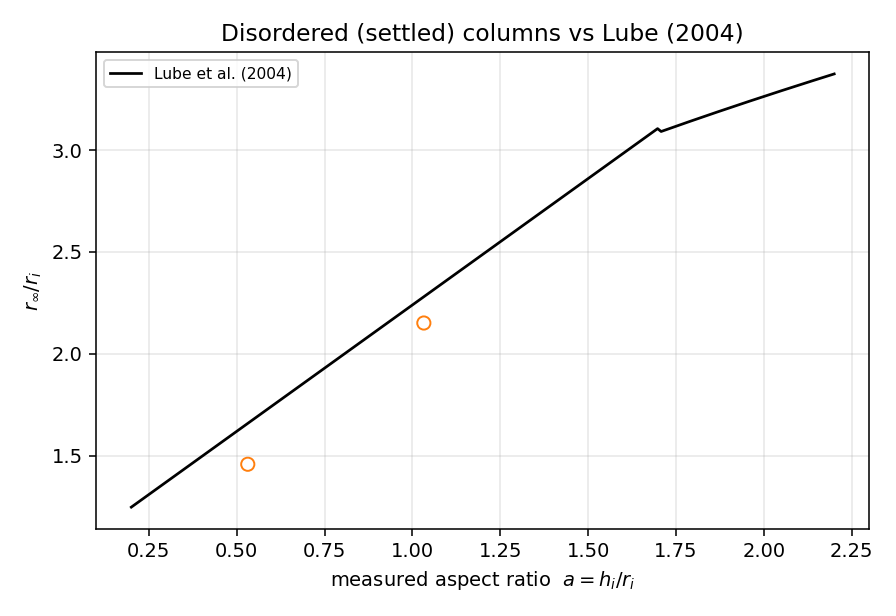 Disordered (settled) columns vs Lube (2004)
Lube et al. (2004)
r∞/ri
3.0
2.5
2.0
1.5
0.25 0.50 0.75 1.00 1.25 1.50 1.75 2.00 2.25
measured aspect ratio a = hi/ri